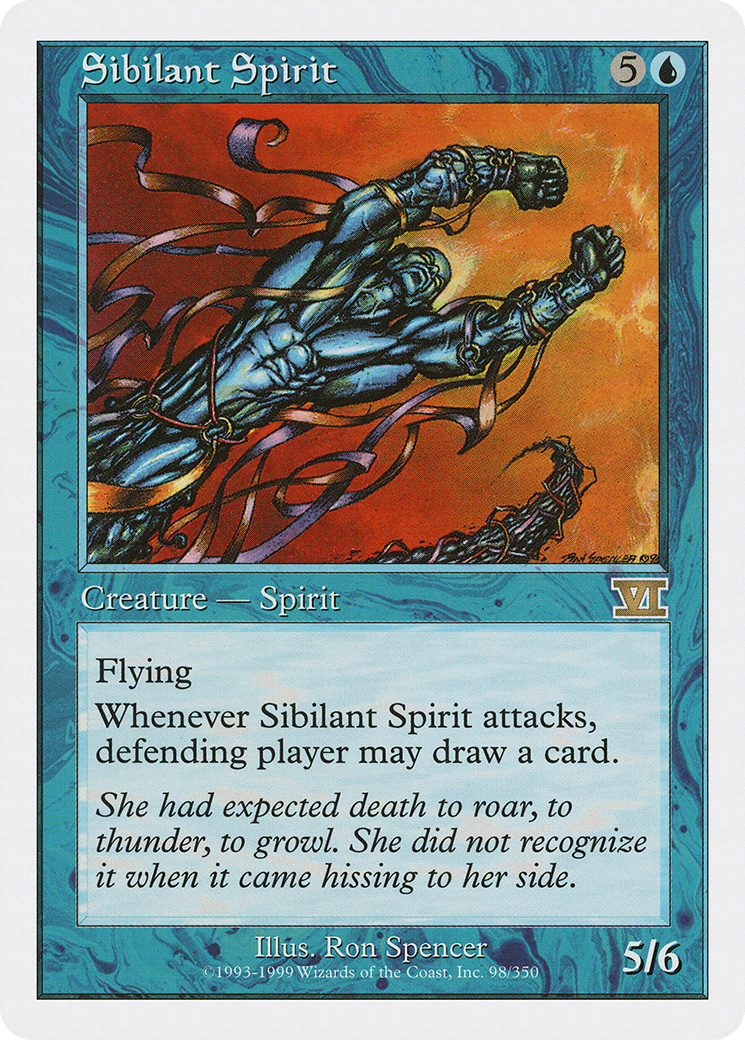 Sibilant Spirit
5
Creature — Spirit
VI
Flying
Whenever Sibilant Spirit attacks,
defending player may draw a card.
She had expected death to roar, to
thunder, to growl. She did not recognize
it when it came hissing to her side.
Illus. Ron Spencer
©1993-1999 Wizards of the Coast, Inc. 98/350
5/6